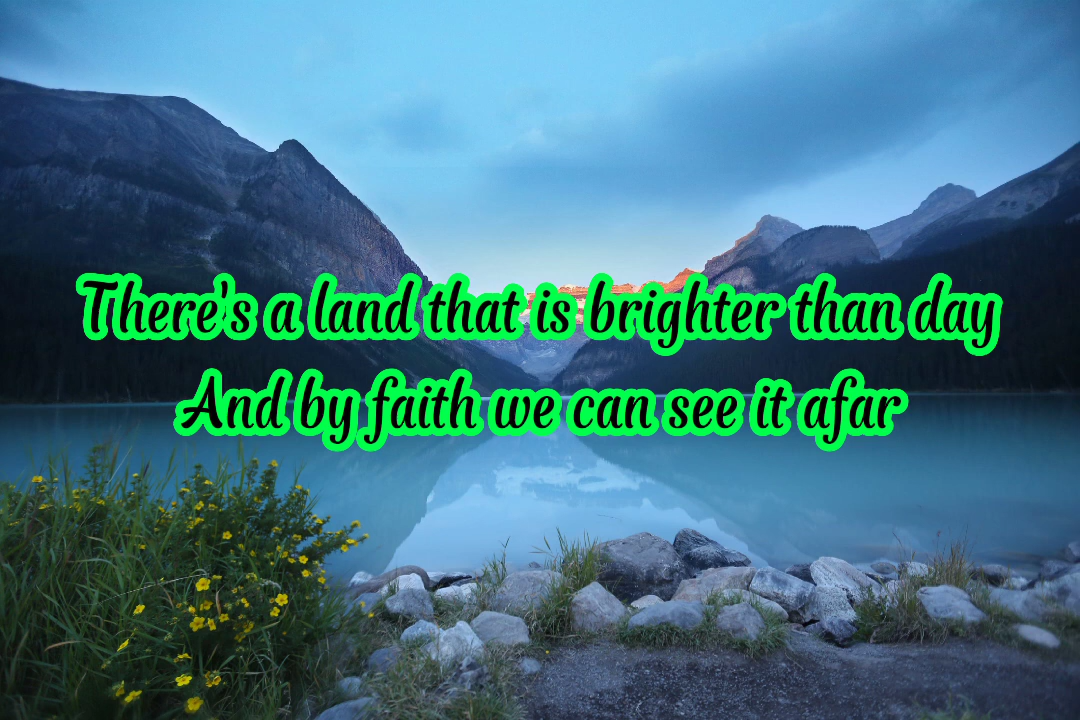 There's a land that is brighter than day
And by faith we can see it afar